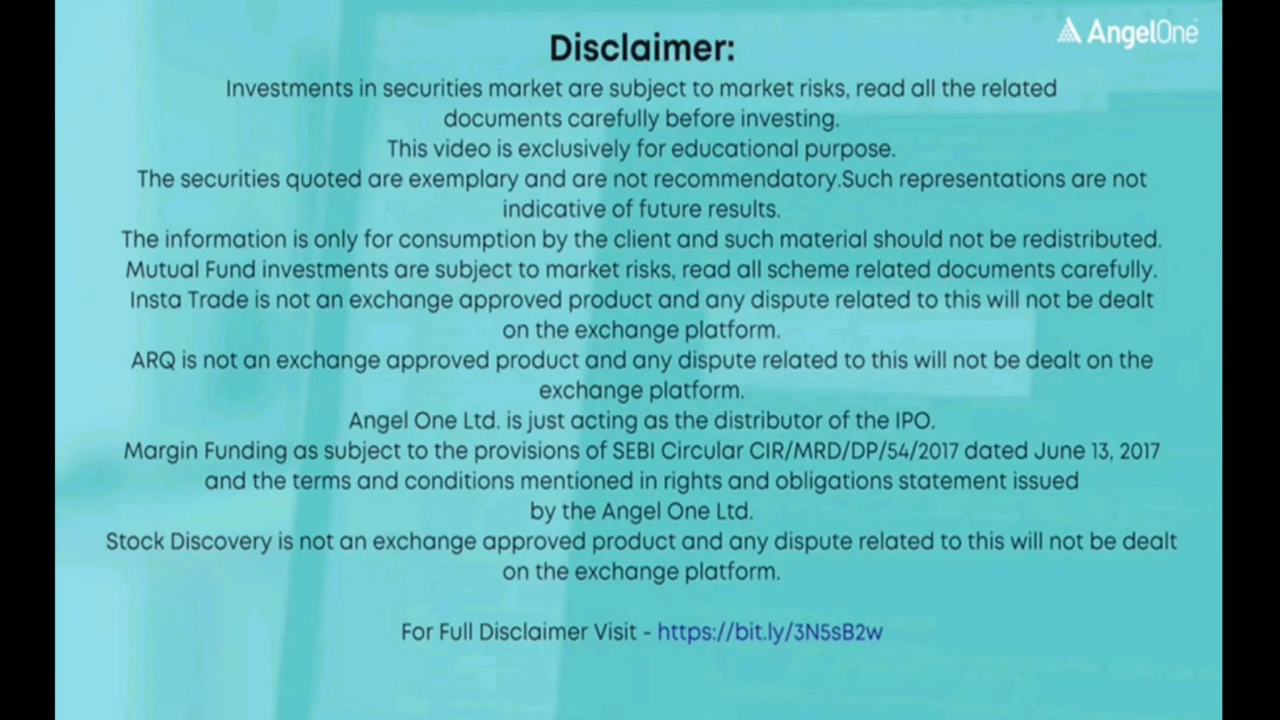 AngelOne
Disclaimer:
Investments in securities market are subject to market risks, read all the related
documents carefully before investing.
This video is exclusively for educational purpose.
The securities quoted are exemplary and are not recommendatory.Such representations are not
indicative of future results.
The information is only for consumption by the client and such material should not be redistributed.
Mutual Fund investments are subject to market risks, read all scheme related documents carefully.
Insta Trade is not an exchange approved product and any dispute related to this will not be dealt
on the exchange platform.
ARQ is not an exchange approved product and any dispute related to this will not be dealt on the
exchange platform.
Angel One Ltd. is just acting as the distributor of the IPO.
Margin Funding as subject to the provisions of SEBI Circular CIR/MRD/DP/54/2017 dated June 13, 2017
and the terms and conditions mentioned in rights and obligations statement issued
by the Angel One Ltd.
Stock Discovery is not an exchange approved product and any dispute related to this will not be dealt
on the exchange platform.
For Full Disclaimer Visit - https://bit.ly/3N5sB2w